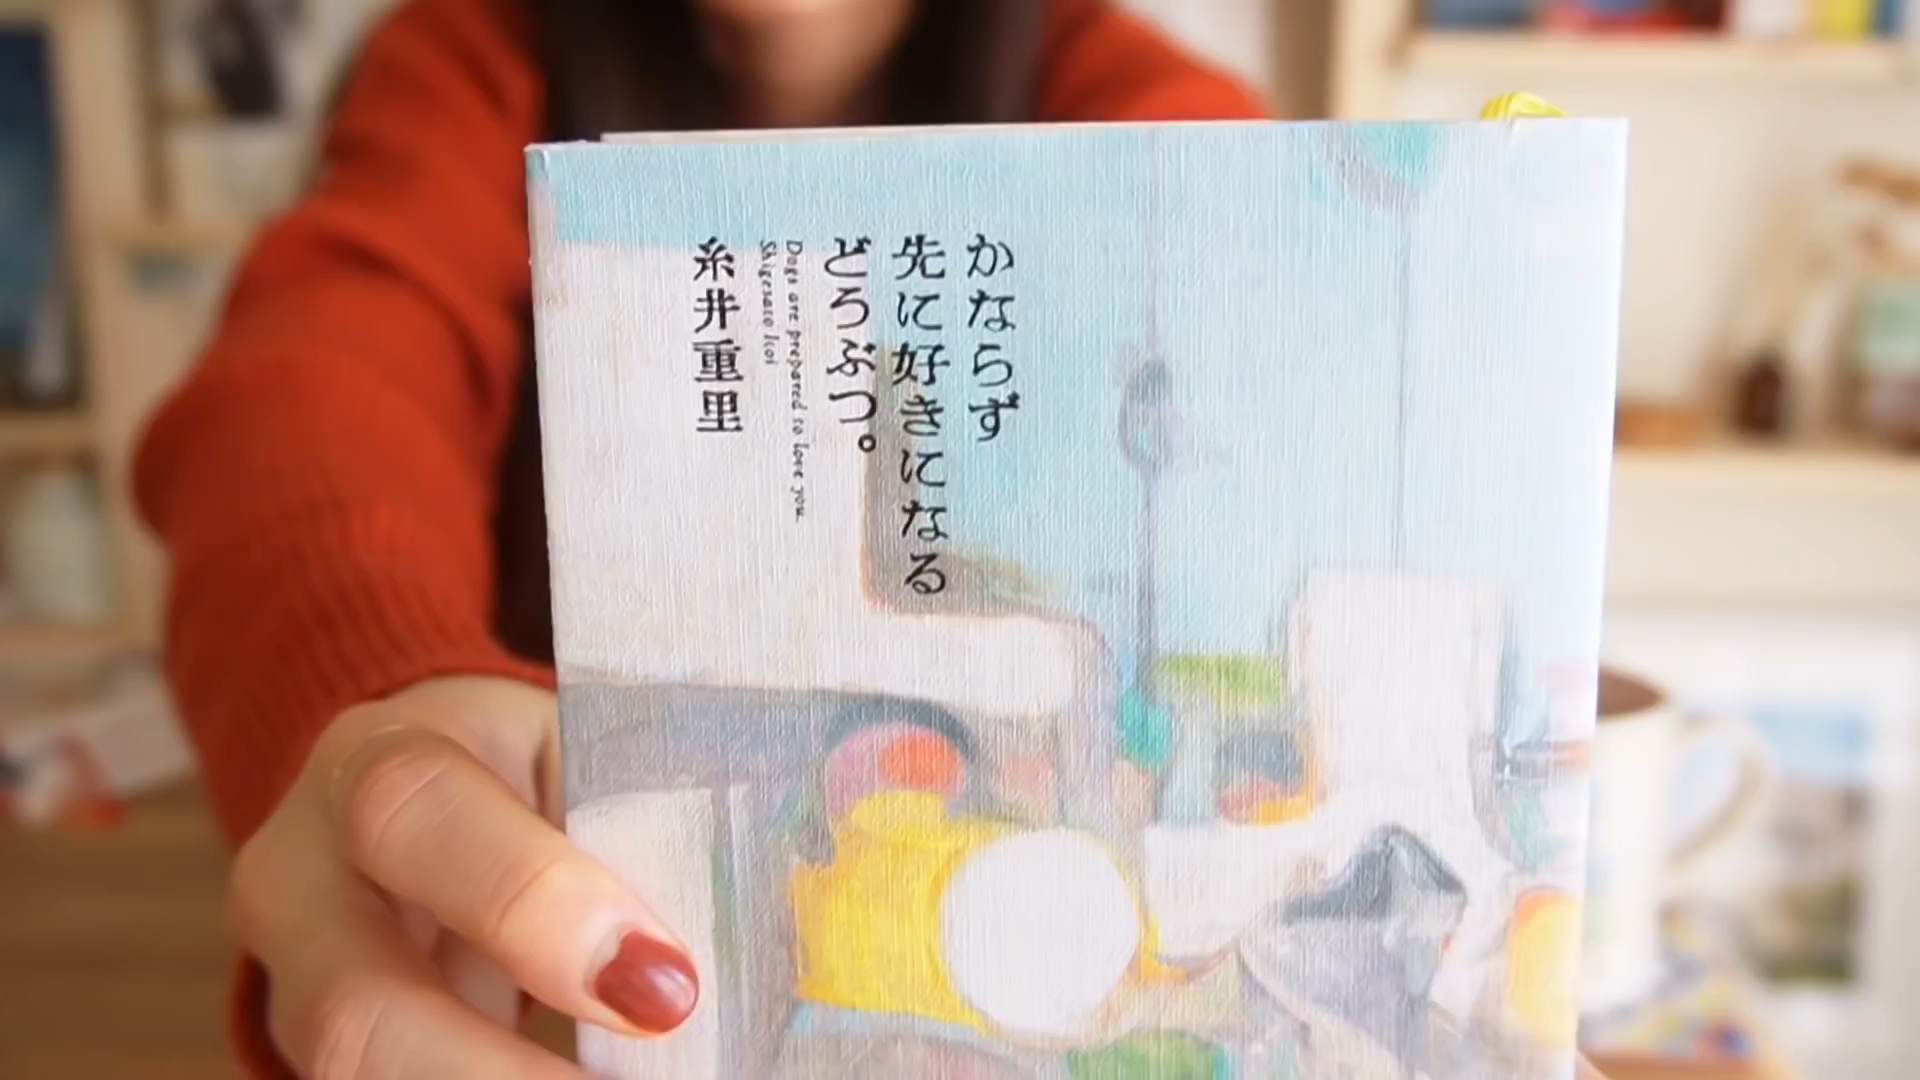 かならず
先に好きになる
どうぶつ。
Dogs are prepared to love you.
Shigesato Itoi
糸井重里